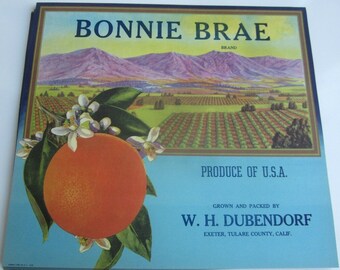 BONNIE BRAE
BRAND
PRODUCE OF U.S.A.
GROWN AND PACKED BY
W. H. DUBENDORF
EXETER, TULARE COUNTY, CALIF.